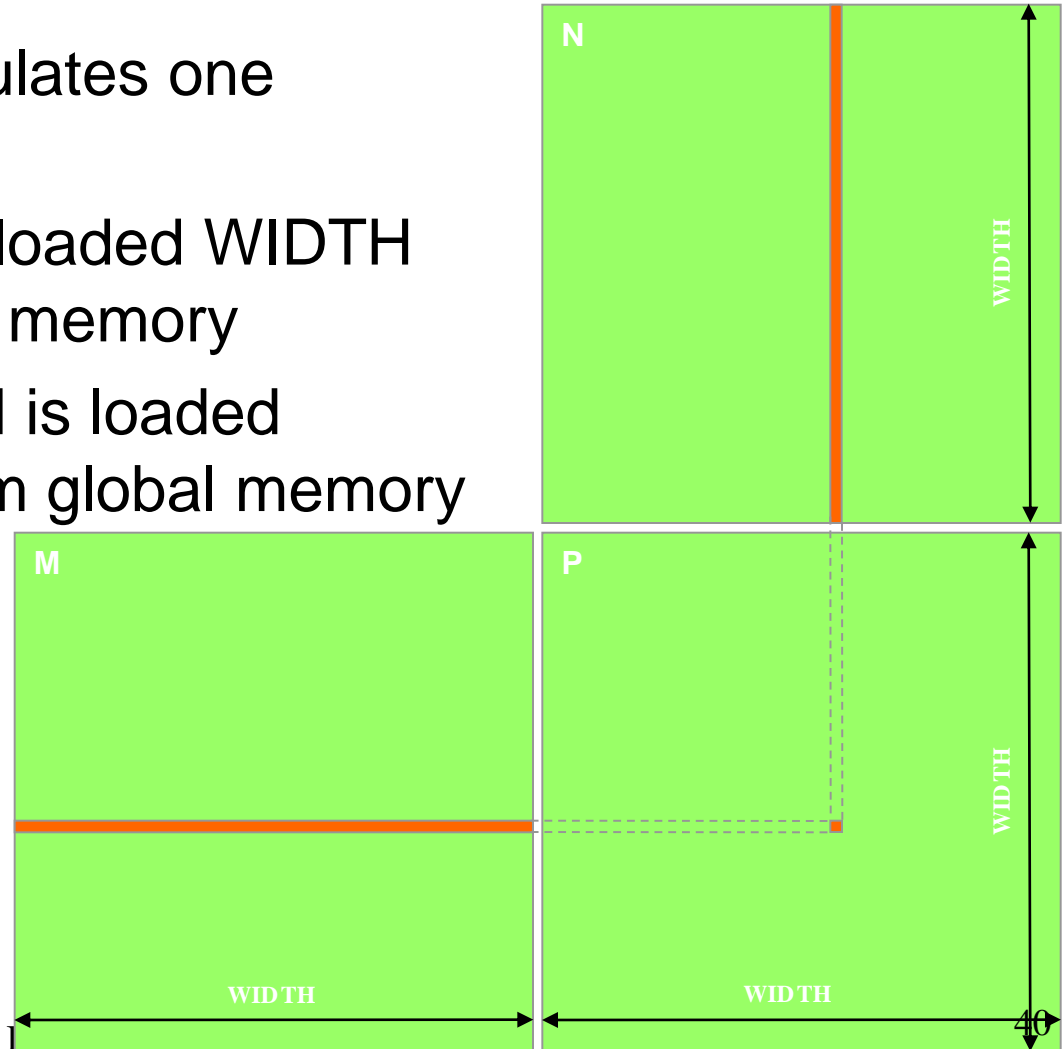 ulates one
loaded WIDTH
memory
is loaded
m global memory
N
WIDTH
M
P
WIDTH
WIDTH
WIDTH
40